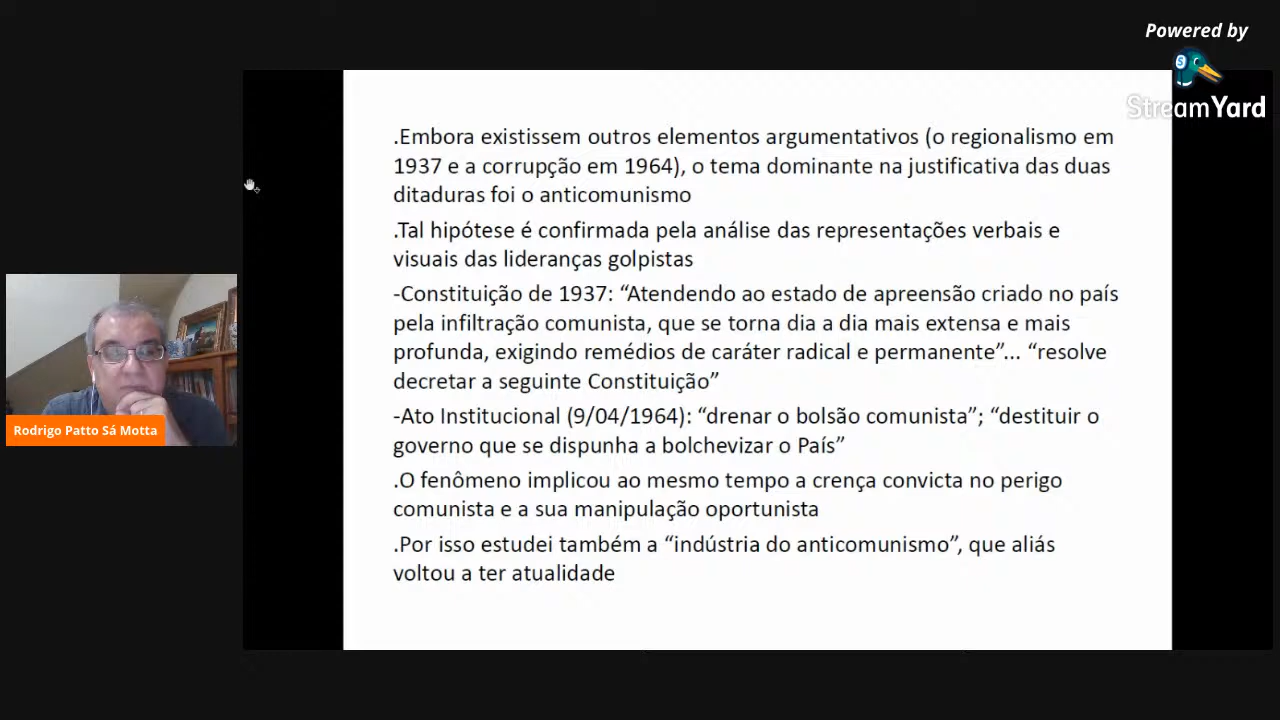 Powered by
StreamYard
.Embora existissem outros elementos argumentativos (o regionalismo em
1937 e a corrupção em 1964), o tema dominante na justificativa das duas
ditaduras foi o anticomunismo
.Tal hipótese é confirmada pela análise das representações verbais e
visuais das lideranças golpistas
-Constituição de 1937: “Atendendo ao estado de apreensão criado no país
pela infiltração comunista, que se torna dia a dia mais extensa e mais
profunda, exigindo remédios de caráter radical e permanente”... “resolve
decretar a seguinte Constituição”
-Ato Institucional (9/04/1964): “drenar o bolsão comunista”; “destituir o
governo que se dispunha a bolchevizar o País”
.O fenômeno implicou ao mesmo tempo a crença convicta no perigo
comunista e a sua manipulação oportunista
.Por isso estudei também a “indústria do anticomunismo”, que aliás
voltou a ter atualidade
Rodrigo Patto Sá Motta